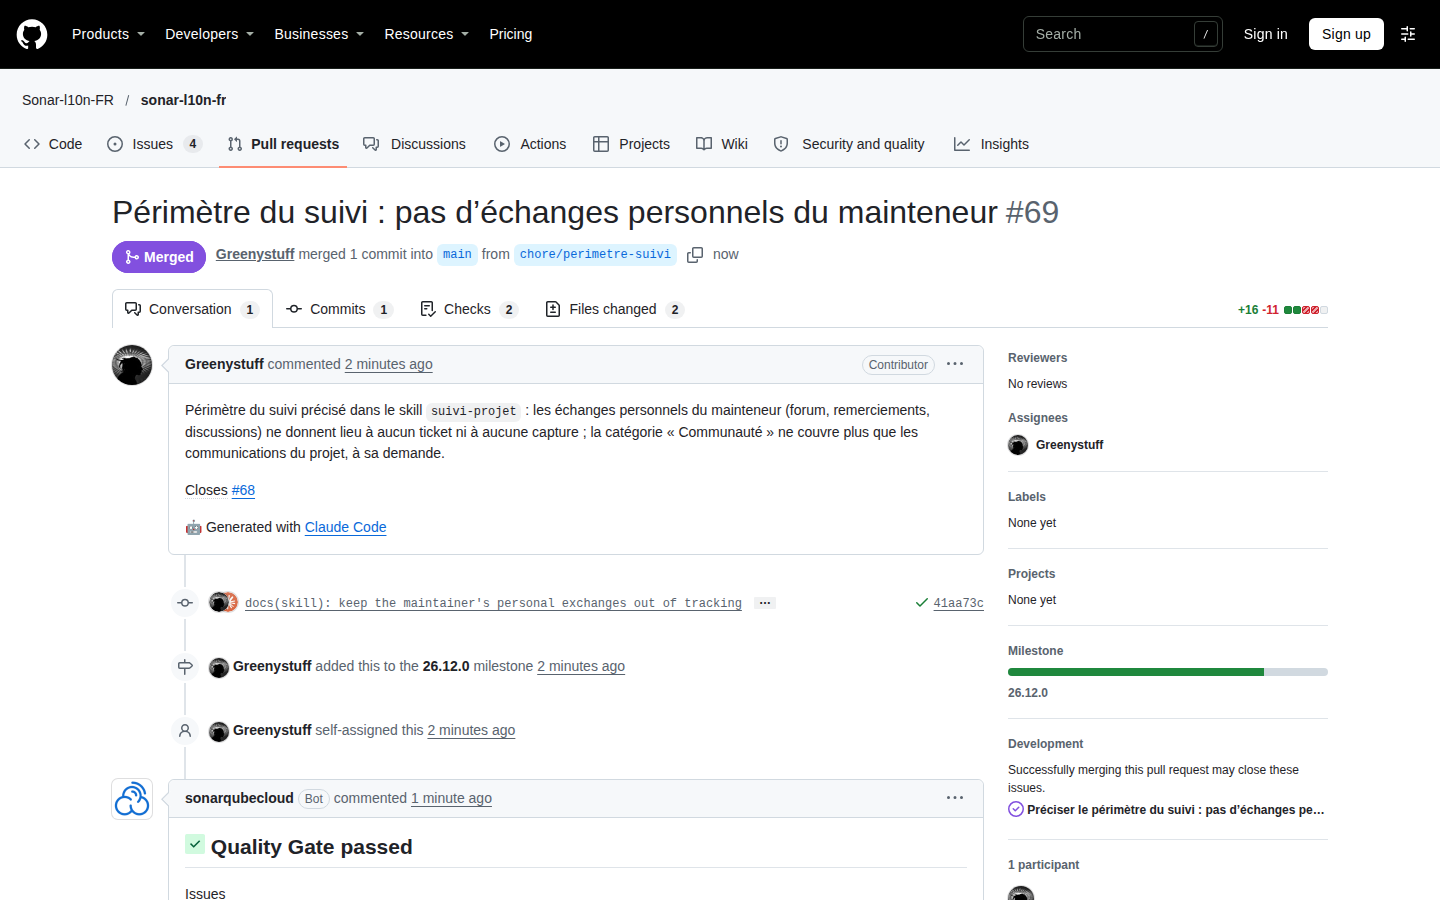 Products
Developers
Businesses
Resources
Pricing
Search
/
Sign in
Sign up
Sonar-l10n-FR / sonar-l10n-fr
Code
Issues 4
Pull requests
Discussions
Actions
Projects
Wiki
Security and quality
Insights
Périmètre du suivi : pas d’échanges personnels du mainteneur #69
Merged
Greenystuff merged 1 commit into main from chore/perimetre-suivi now
Conversation 1
Commits 1
Checks 2
Files changed 2
+16 -11
Greenystuff commented 2 minutes ago
Contributor
Périmètre du suivi précisé dans le skill suivi-projet : les échanges personnels du mainteneur (forum, remerciements,
discussions) ne donnent lieu à aucun ticket ni à aucune capture ; la catégorie « Communauté » ne couvre plus que les
communications du projet, à sa demande.
Closes #68
🤖 Generated with Claude Code
docs(skill): keep the maintainer's personal exchanges out of tracking
41aa73c
Greenystuff added this to the 26.12.0 milestone 2 minutes ago
Greenystuff self-assigned this 2 minutes ago
sonarqubecloud Bot commented 1 minute ago
Quality Gate passed
Issues
Reviewers
No reviews
Assignees
Greenystuff
Labels
None yet
Projects
None yet
Milestone
26.12.0
Development
Successfully merging this pull request may close these
issues.
Préciser le périmètre du suivi : pas d’échanges pe…
1 participant